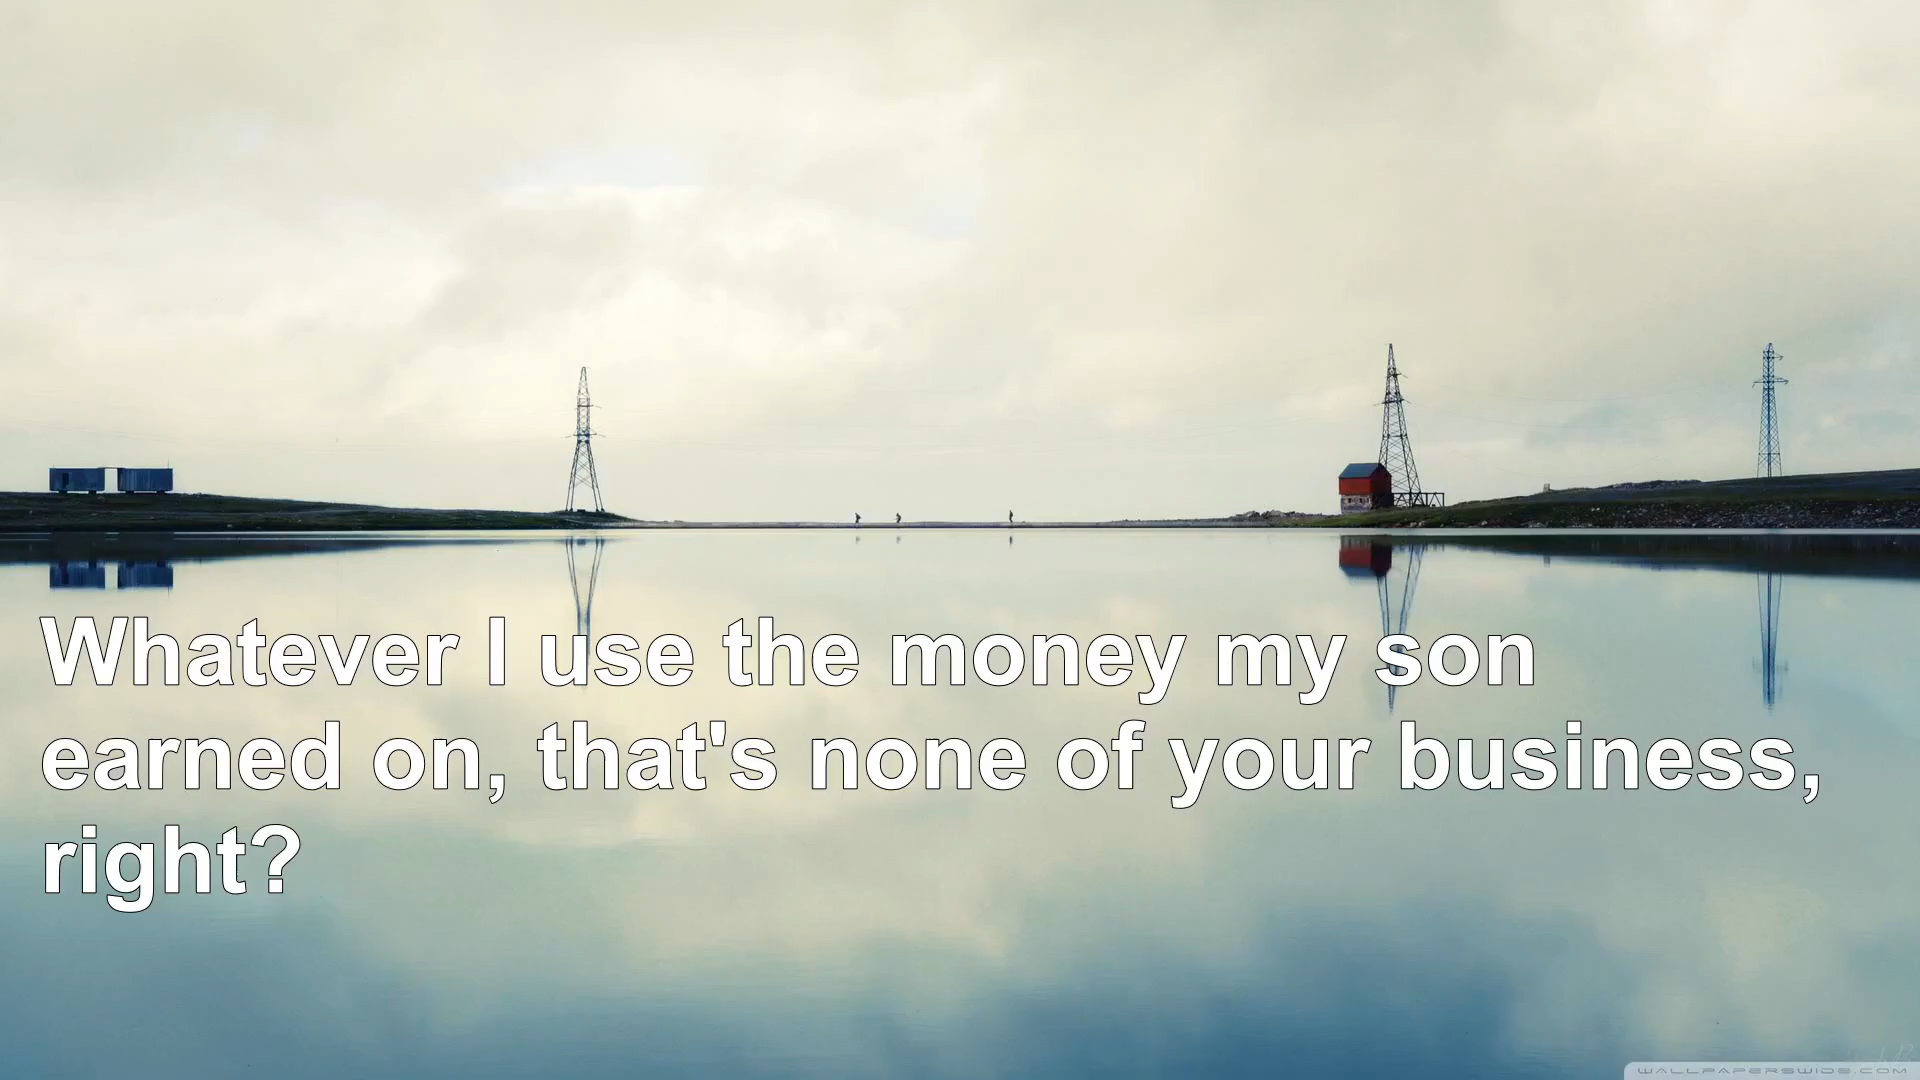 Whatever I use the money my son
earned on, that's none of your business,
right?
WALLPAPERSWIDE.COM